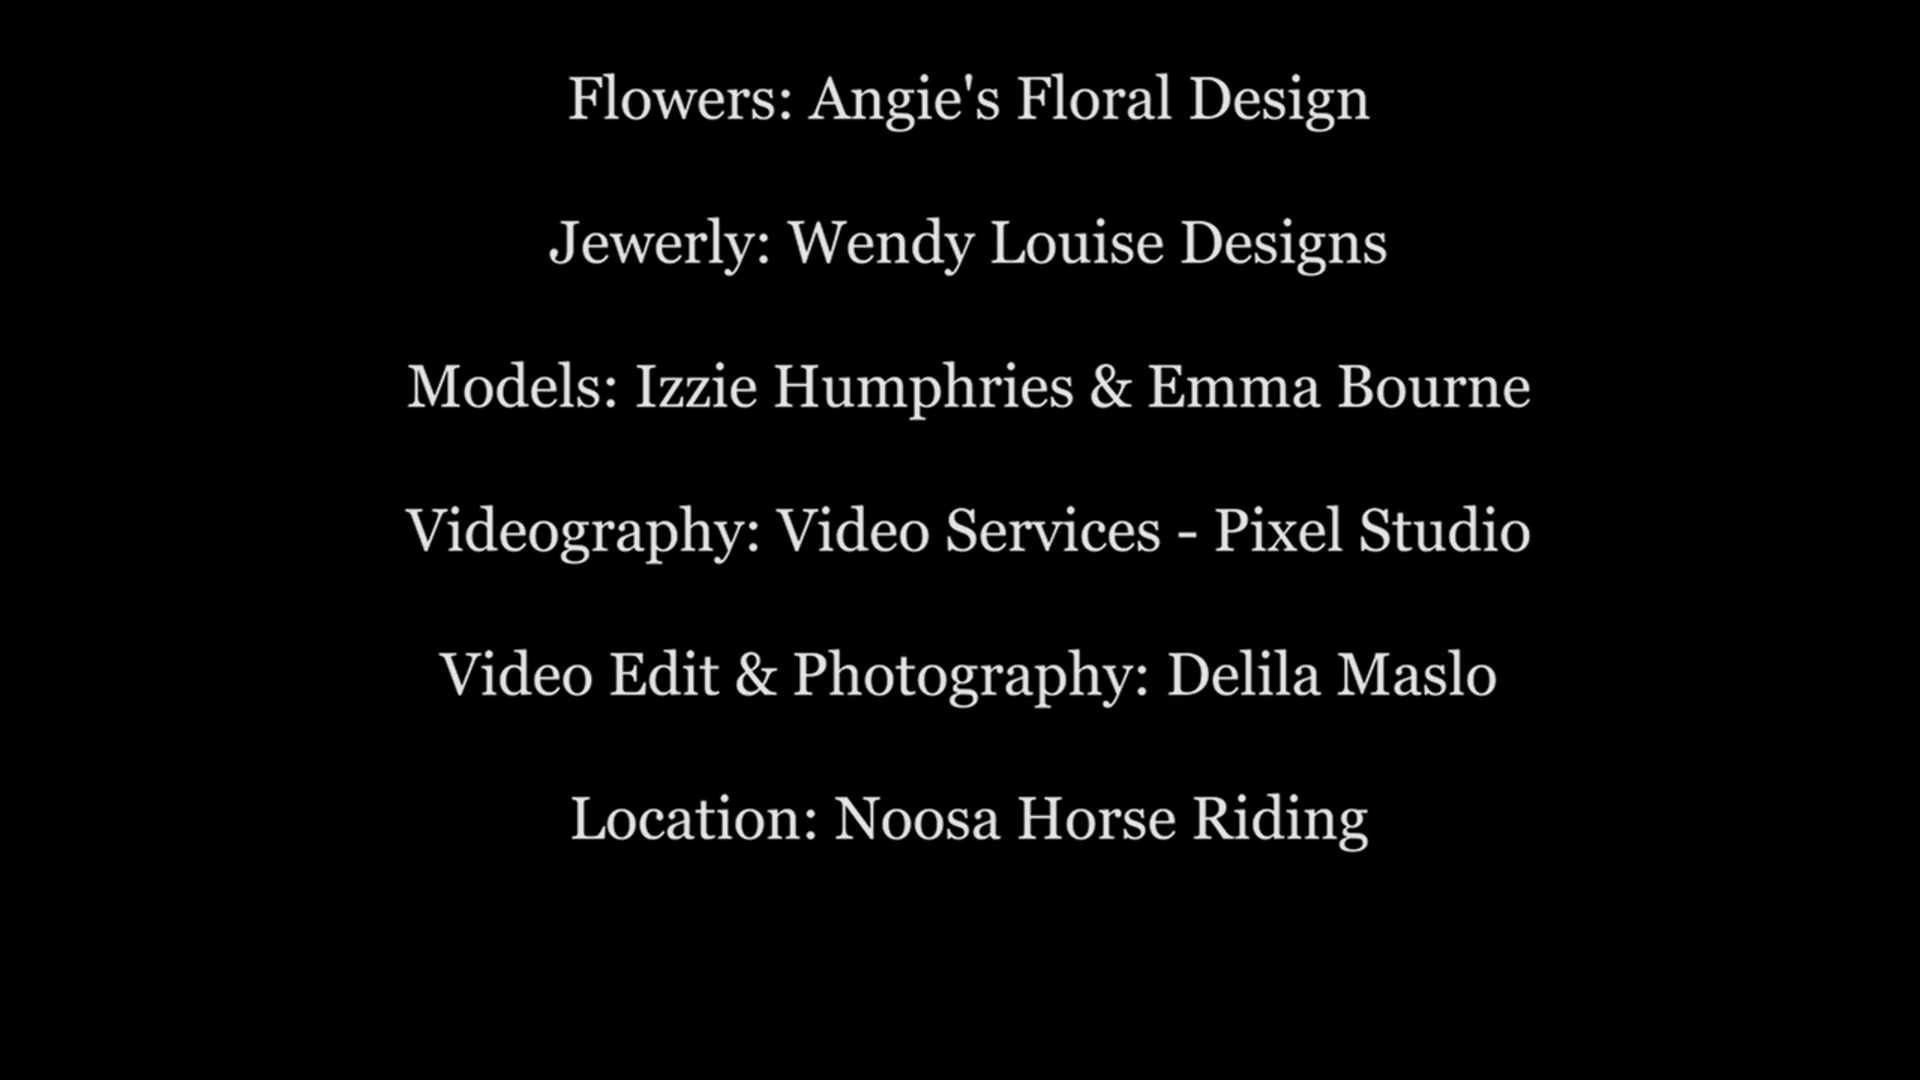 Flowers: Angie's Floral Design
Jewerly: Wendy Louise Designs
Models: Izzie Humphries & Emma Bourne
Videography: Video Services - Pixel Studio
Video Edit & Photography: Delila Maslo
Location: Noosa Horse Riding